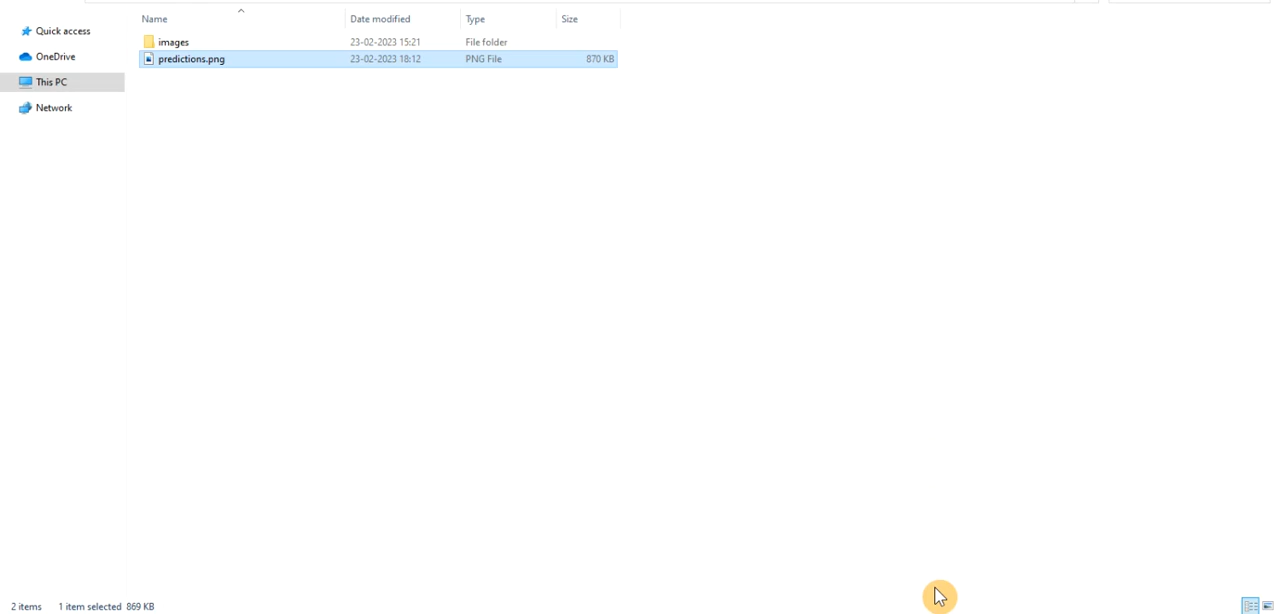 Name Date modified Type Size
Quick access
OneDrive
This PC
Network
images 23-02-2023 15:21 File folder
predictions.png 23-02-2023 18:12 PNG File 870 KB
2 items 1 item selected 869 KB